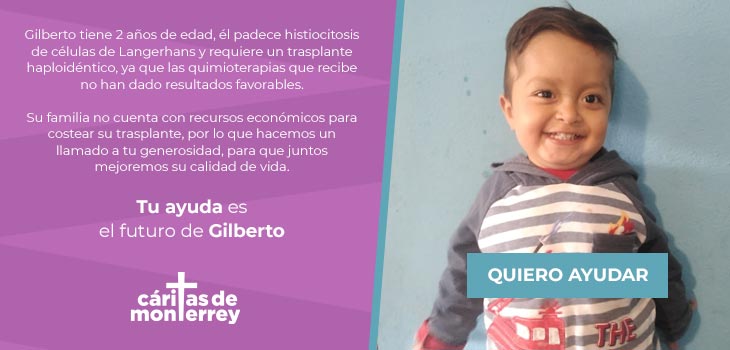 Gilberto tiene 2 años de edad, él padece histiocitosis
de células de Langerhans y requiere un trasplante
haploidéntico, ya que las quimioterapias que recibe
no han dado resultados favorables.
Su familia no cuenta con recursos económicos para
costear su trasplante, por lo que hacemos un
llamado a tu generosidad, para que juntos
mejoremos su calidad de vida.
Tu ayuda es
el futuro de Gilberto
cáritas de
monterrey
QUIERO AYUDAR
THE